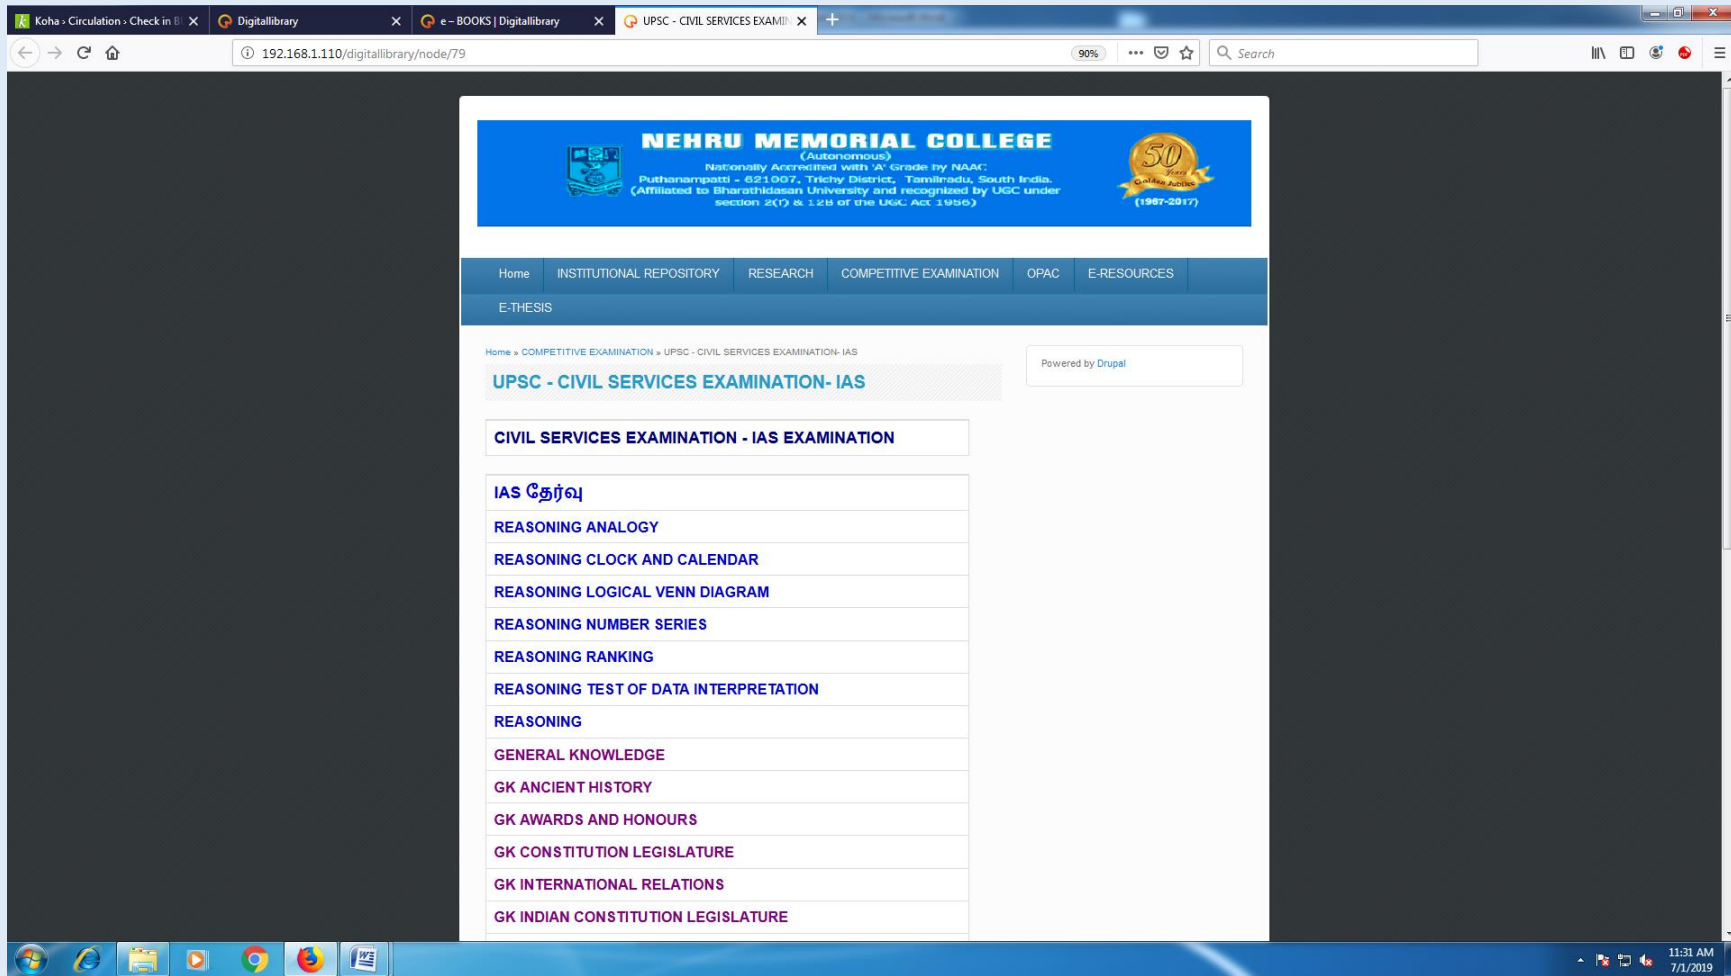 Koha › Circulation › Check in B
Digitallibrary
e – BOOKS | Digitallibrary
UPSC - CIVIL SERVICES EXAMIN
192.168.1.110/digitallibrary/node/79
90%
Search
NEHRU MEMORIAL COLLEGE
(Autonomous)
Nationally Accredited with 'A' Grade by NAAC
Puthanampatti - 621007, Trichy District, Tamilnadu, South India.
(Affiliated to Bharathidasan University and recognized by UGC under
section 2(f) & 12B of the UGC Act 1956)
50
Years
Golden Jubilee
(1967-2017)
Home
INSTITUTIONAL REPOSITORY
RESEARCH
COMPETITIVE EXAMINATION
OPAC
E-RESOURCES
E-THESIS
Home » COMPETITIVE EXAMINATION » UPSC - CIVIL SERVICES EXAMINATION- IAS
UPSC - CIVIL SERVICES EXAMINATION- IAS
Powered by Drupal
CIVIL SERVICES EXAMINATION - IAS EXAMINATION
IAS தேர்வு
REASONING ANALOGY
REASONING CLOCK AND CALENDAR
REASONING LOGICAL VENN DIAGRAM
REASONING NUMBER SERIES
REASONING RANKING
REASONING TEST OF DATA INTERPRETATION
REASONING
GENERAL KNOWLEDGE
GK ANCIENT HISTORY
GK AWARDS AND HONOURS
GK CONSTITUTION LEGISLATURE
GK INTERNATIONAL RELATIONS
GK INDIAN CONSTITUTION LEGISLATURE
11:31 AM
7/1/2019